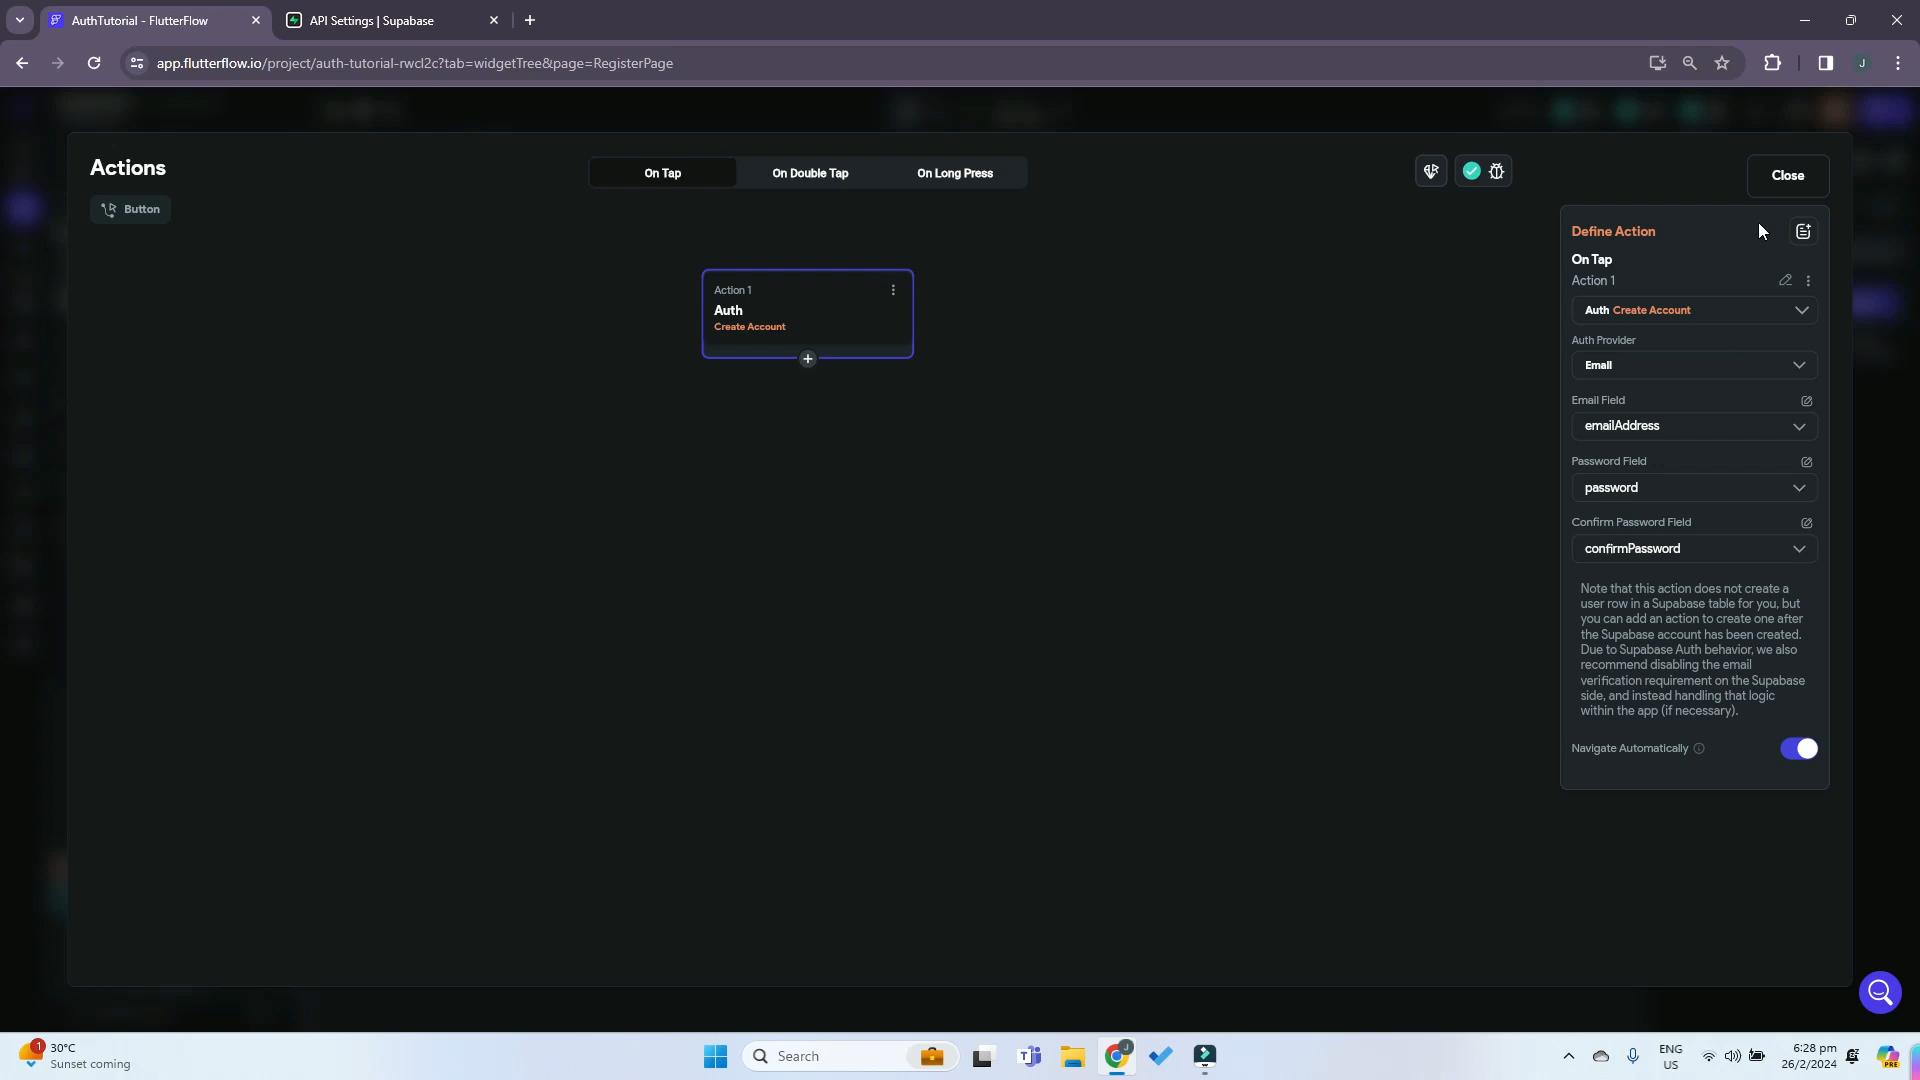 AuthTutorial - FlutterFlow
API Settings | Supabase
app.flutterflow.io/project/auth-tutorial-rwcl2c?tab=widgetTree&page=RegisterPage
J
Actions
On Tap
On Double Tap
On Long Press
Close
Button
Define Action
On Tap
Action 1
Auth Create Account
Auth Provider
Email
Email Field
emailAddress
Password Field
password
Confirm Password Field
confirmPassword
Note that this action does not create a
user row in a Supabase table for you, but
you can add an action to create one after
the Supabase account has been created.
Due to Supabase Auth behavior, we also
recommend disabling the email
verification requirement on the Supabase
side, and instead handling that logic
within the app (if necessary).
Navigate Automatically
Action 1
Auth
Create Account
1
30°C
Sunset coming
Search
J
ENG
US
6:28 pm
26/2/2024
PRE